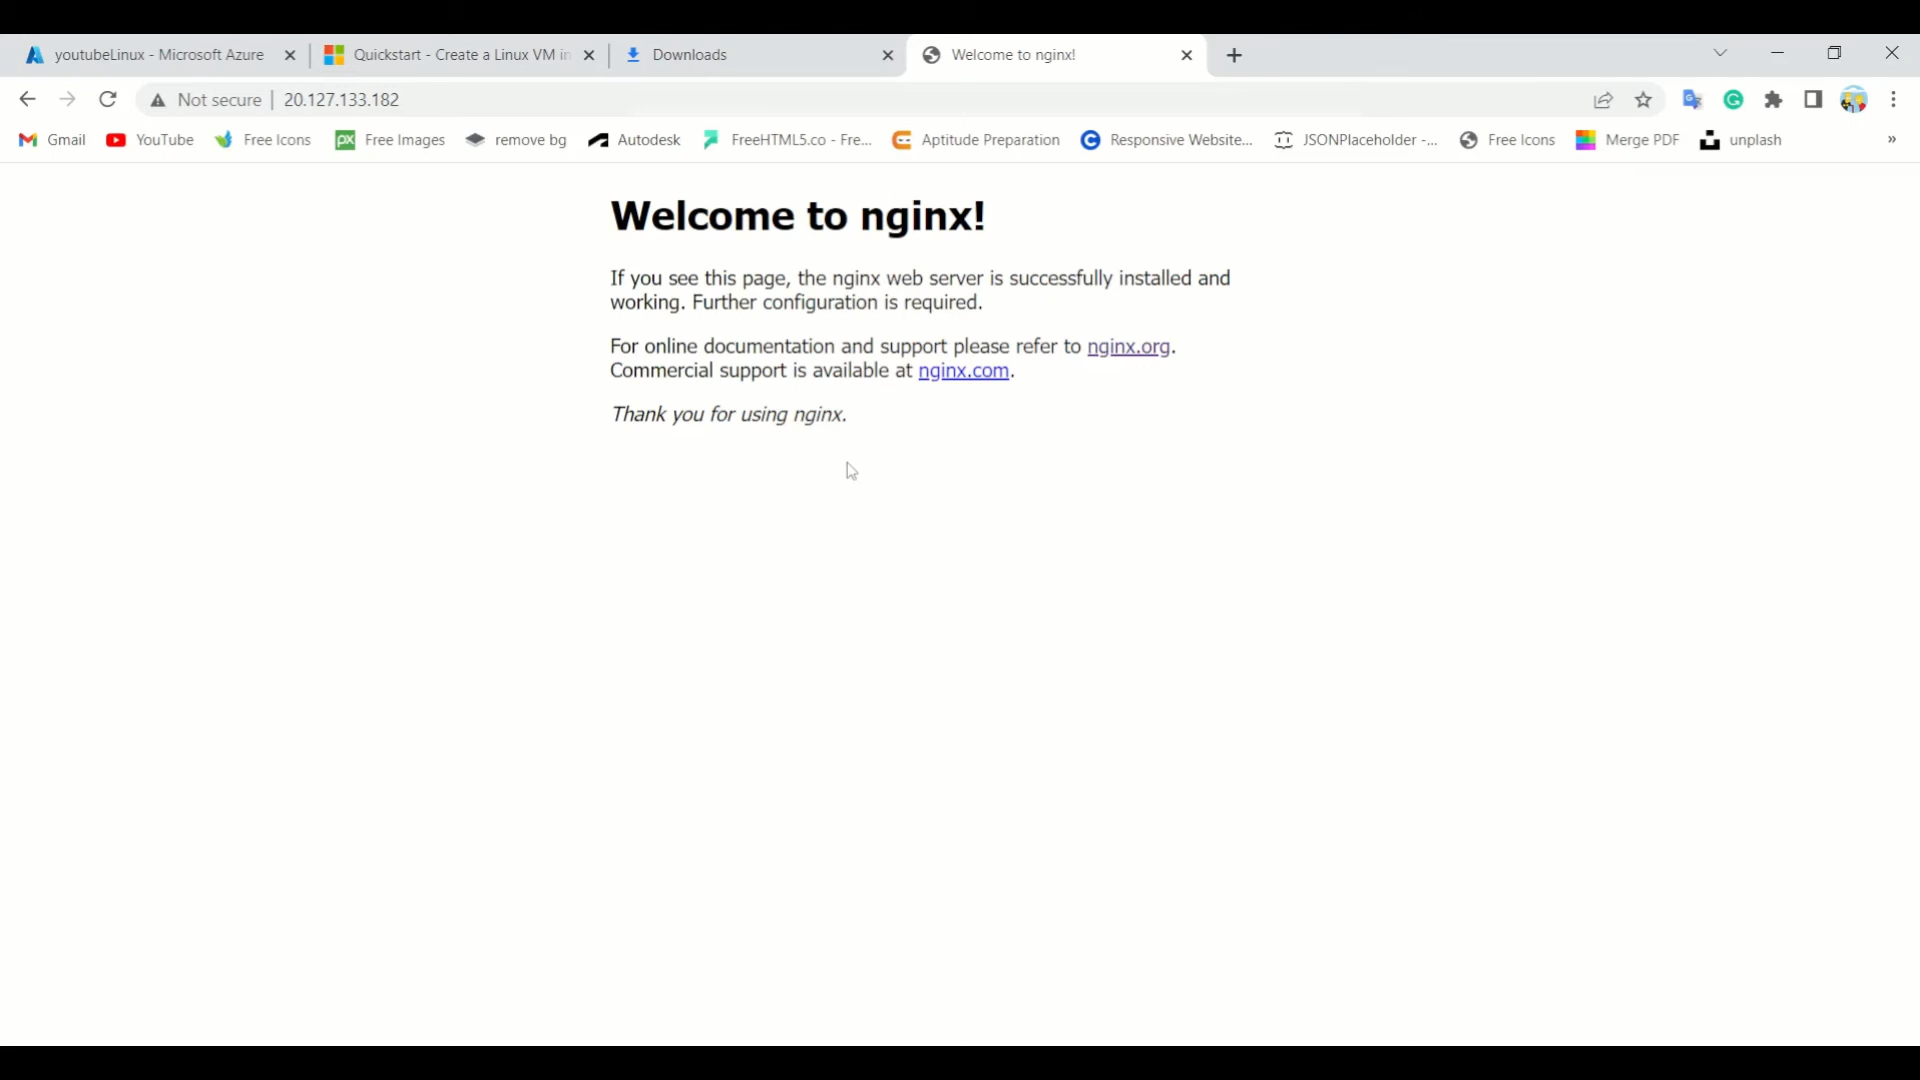 youtubeLinux - Microsoft Azure
Quickstart - Create a Linux VM in
Downloads
Welcome to nginx!
Not secure
20.127.133.182
Gmail
YouTube
Free Icons
px
Free Images
remove bg
Autodesk
FreeHTML5.co - Fre...
Aptitude Preparation
Responsive Website...
JSONPlaceholder -...
Free Icons
Merge PDF
unplash
»
Welcome to nginx!
If you see this page, the nginx web server is successfully installed and
working. Further configuration is required.
For online documentation and support please refer to nginx.org.
Commercial support is available at nginx.com.
Thank you for using nginx.